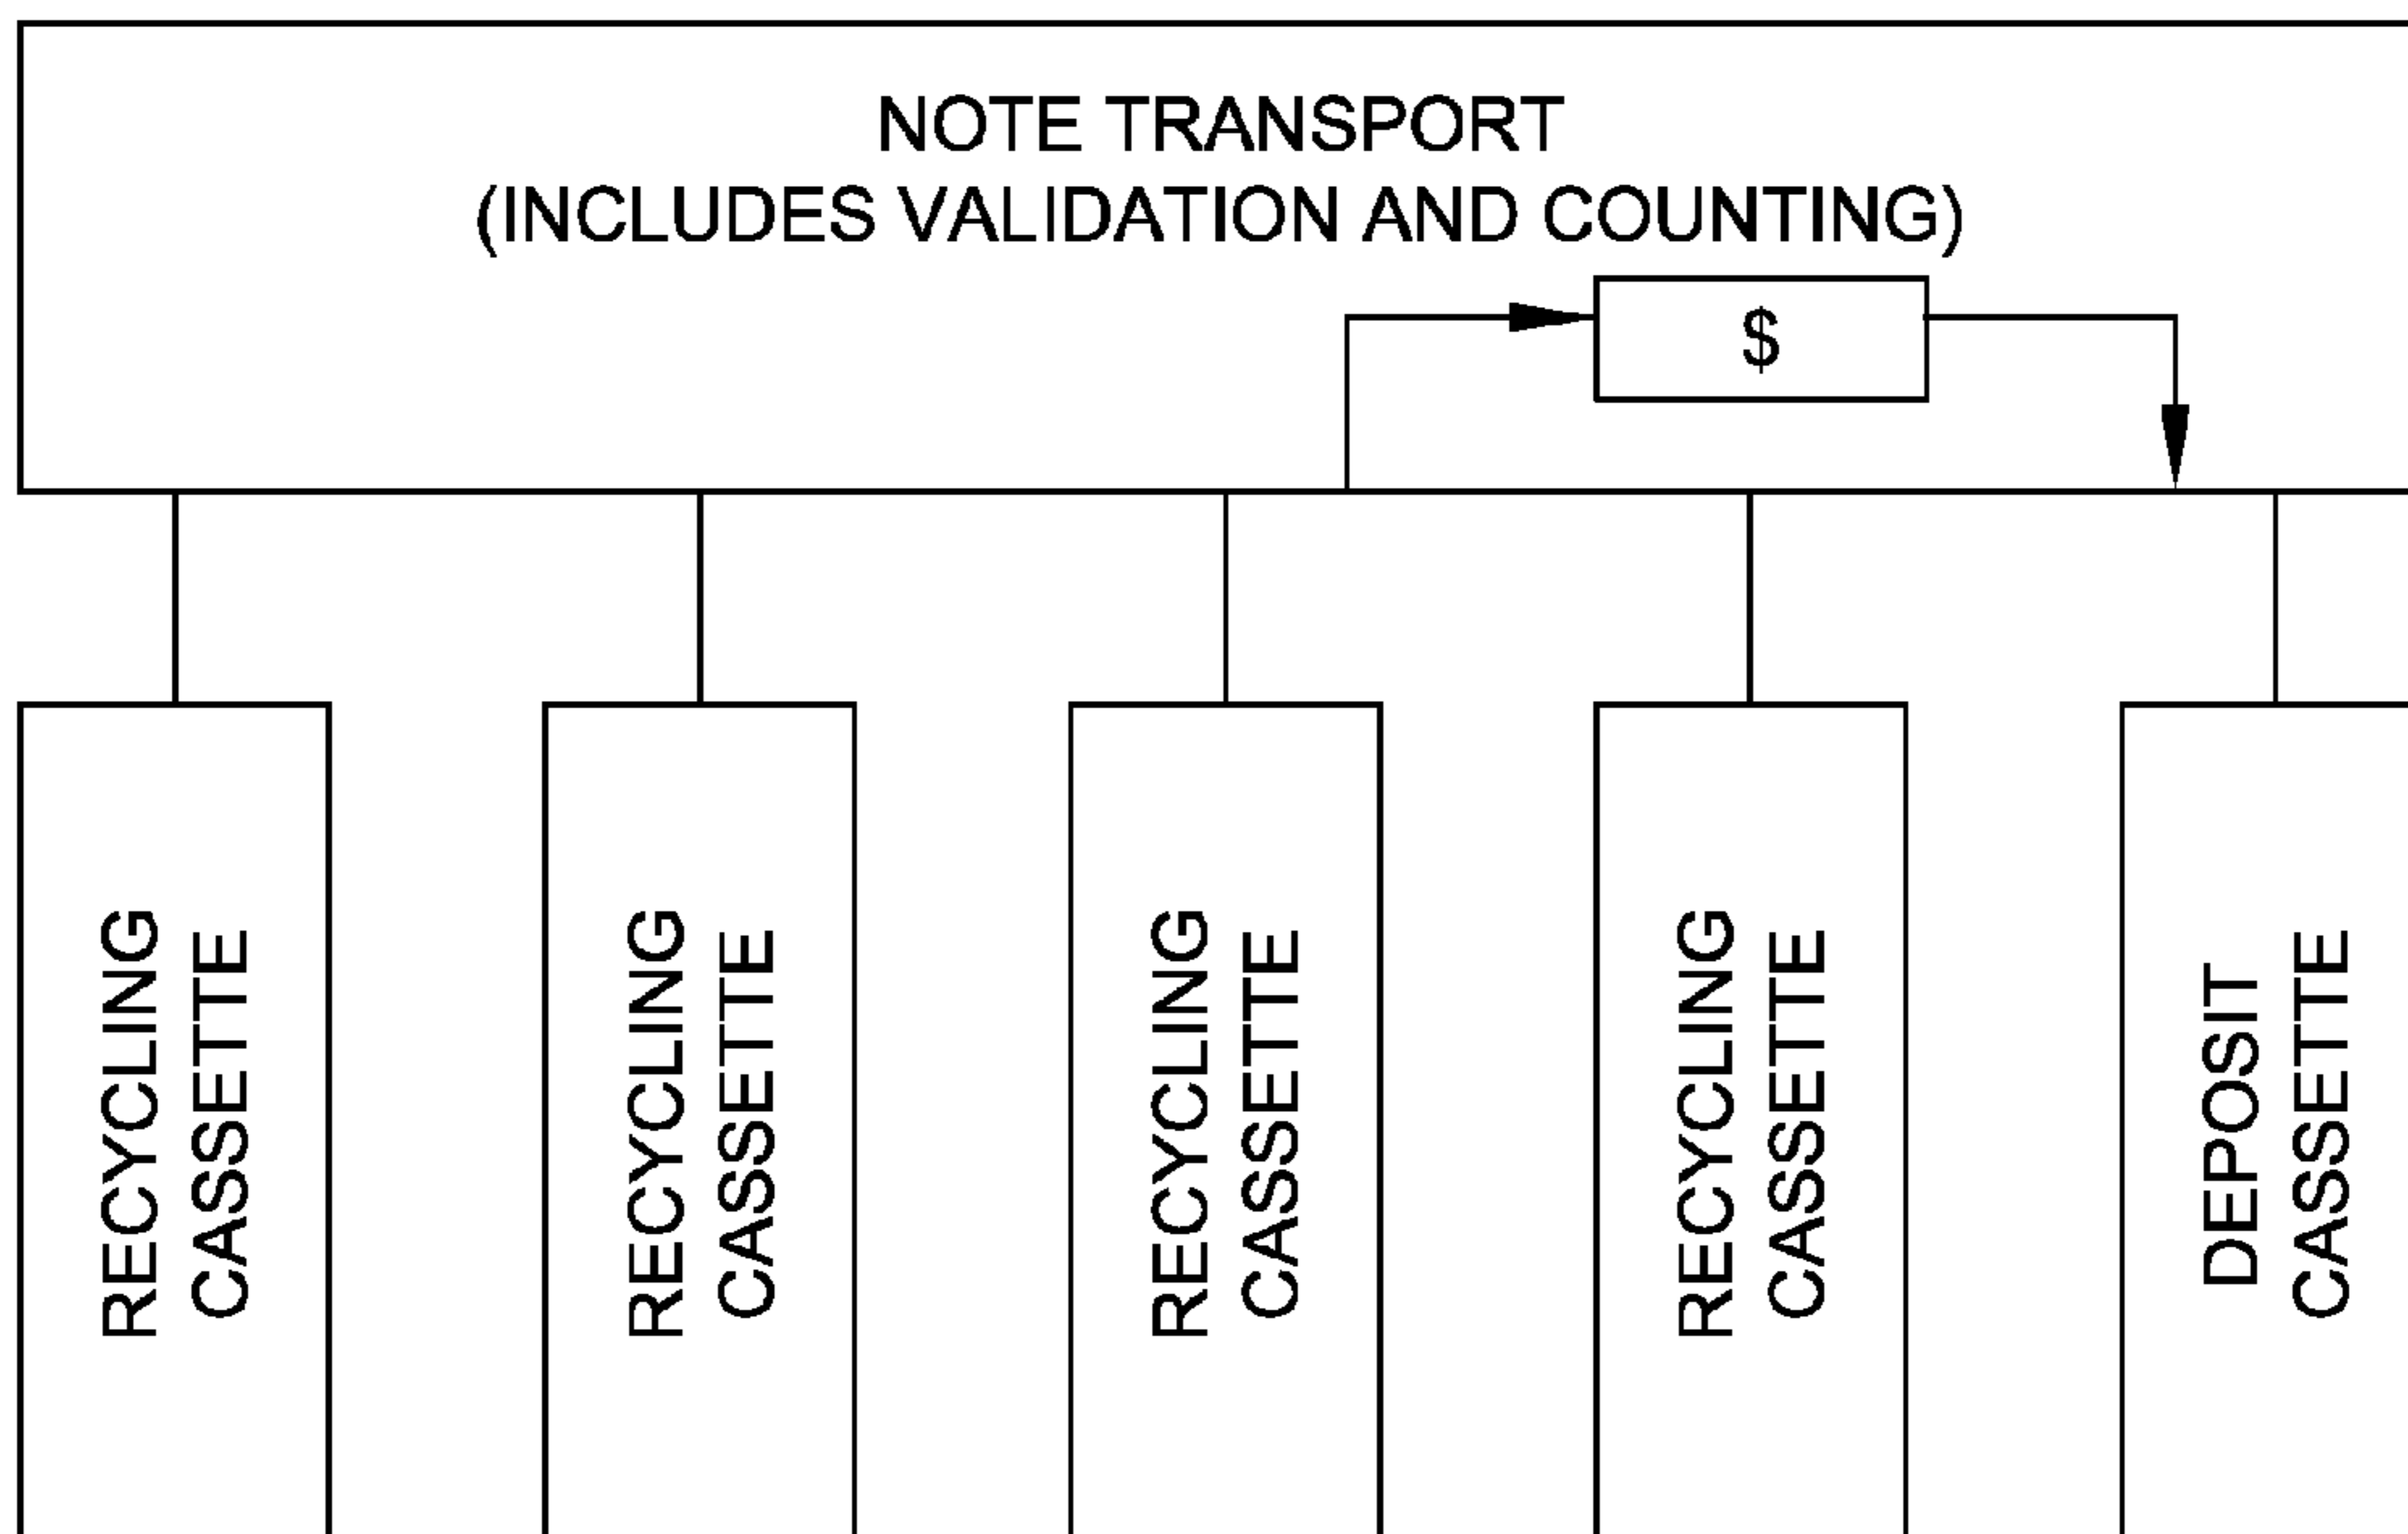 NOTE TRANSPORT
(INCLUDES VALIDATION AND COUNTING)
$
RECYCLING
CASSETTE
RECYCLING
CASSETTE
RECYCLING
CASSETTE
RECYCLING
CASSETTE
DEPOSIT
CASSETTE